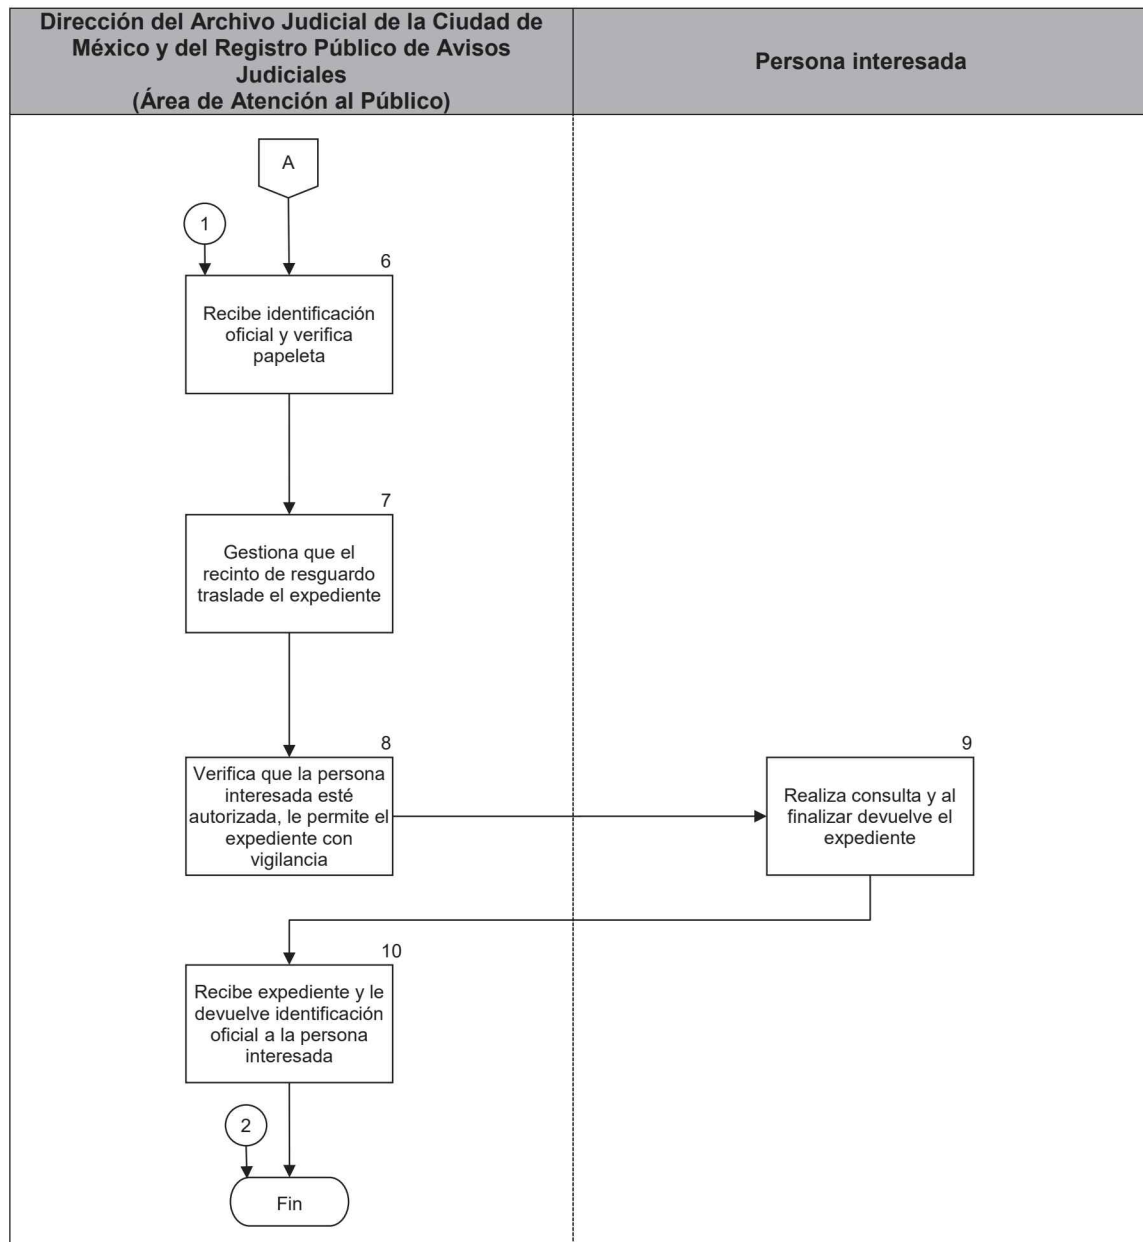 Dirección del Archivo Judicial de la Ciudad de
México y del Registro Público de Avisos
Judiciales
(Área de Atención al Público)
Persona interesada
A
1
6
Recibe identificación
oficial y verifica
papeleta
7
Gestiona que el
recinto de resguardo
traslade el expediente
8
Verifica que la persona
interesada esté
autorizada, le permite el
expediente con
vigilancia
9
Realiza consulta y al
finalizar devuelve el
expediente
10
Recibe expediente y le
devuelve identificación
oficial a la persona
interesada
2
Fin